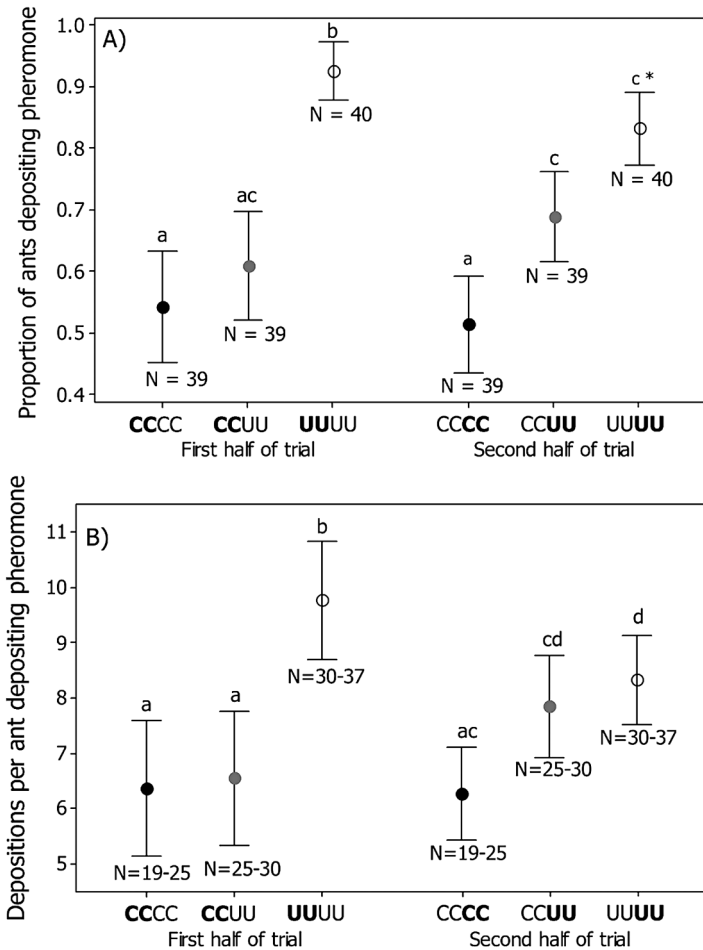 A)
Proportion of ants depositing pheromone
1.0
0.9
0.8
0.7
0.6
0.5
0.4
a
ac
b
a
c
c *
N = 39
N = 39
N = 40
N = 39
N = 39
N = 40
CCCC CCUU UUUU CCCC CCUU UUUU
First half of trial Second half of trial
B)
Depositions per ant depositing pheromone
11
10
9
8
7
6
5
a
a
b
ac
cd
d
N=19-25
N=25-30
N=30-37
N=19-25
N=25-30
N=30-37
CCCC CCUU UUUU CCCC CCUU UUUU
First half of trial Second half of trial